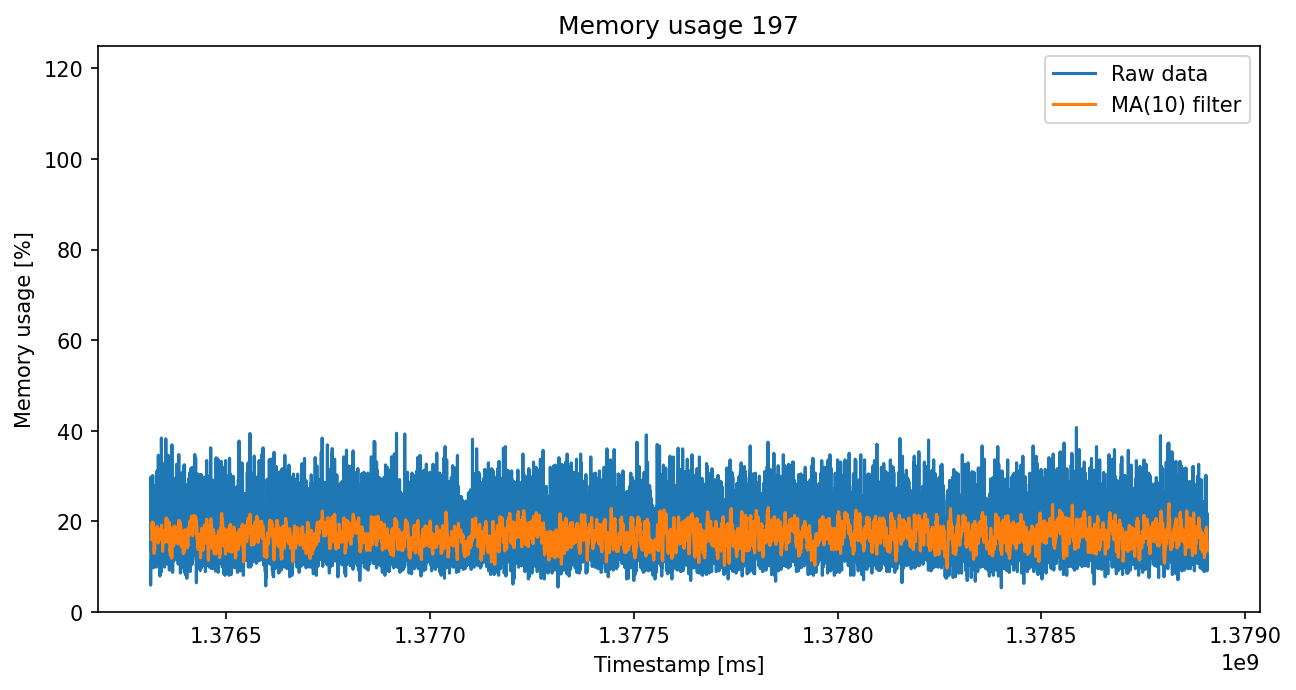 Memory usage 197
Raw data
MA(10) filter
Memory usage [%]
120
100
80
60
40
20
0
1.3765 1.3770 1.3775 1.3780 1.3785 1.3790
1e9
Timestamp [ms]